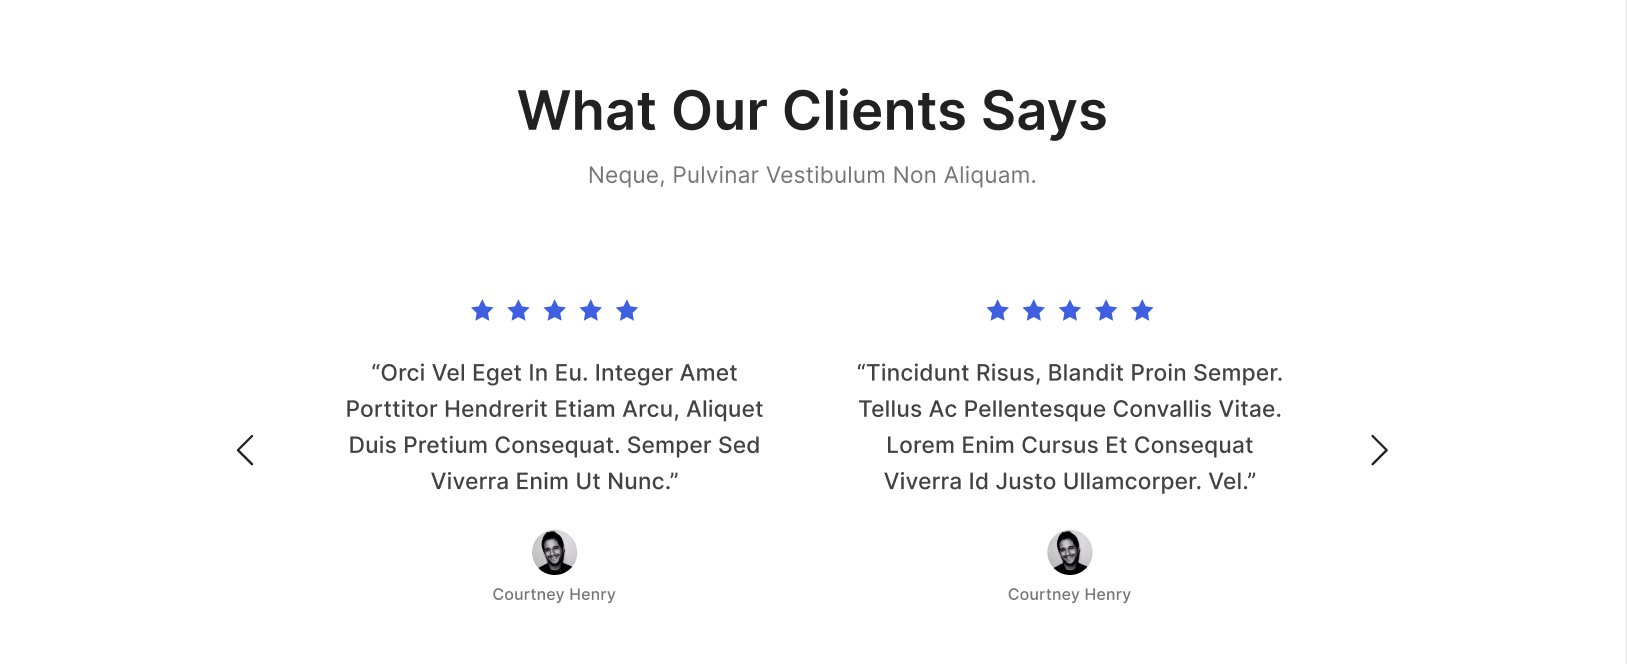 What Our Clients Says
Neque, Pulvinar Vestibulum Non Aliquam.
“Orci Vel Eget In Eu. Integer Amet
Porttitor Hendrerit Etiam Arcu, Aliquet
Duis Pretium Consequat. Semper Sed
Viverra Enim Ut Nunc.”
Courtney Henry
“Tincidunt Risus, Blandit Proin Semper.
Tellus Ac Pellentesque Convallis Vitae.
Lorem Enim Cursus Et Consequat
Viverra Id Justo Ullamcorper. Vel.”
Courtney Henry